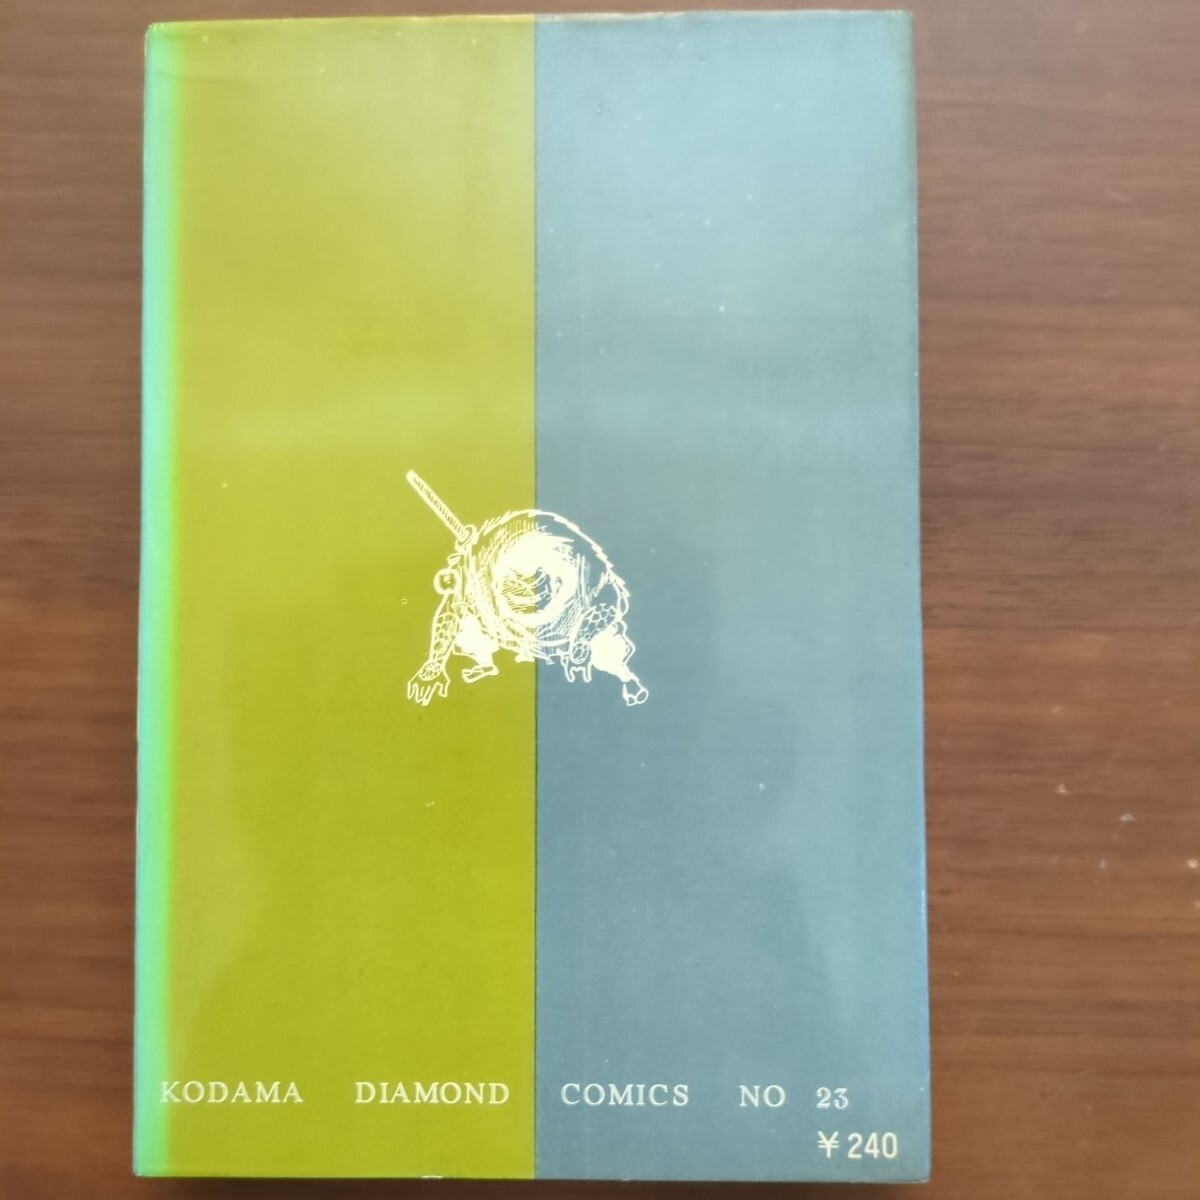 KODAMA DIAMOND COMICS NO 23
¥240